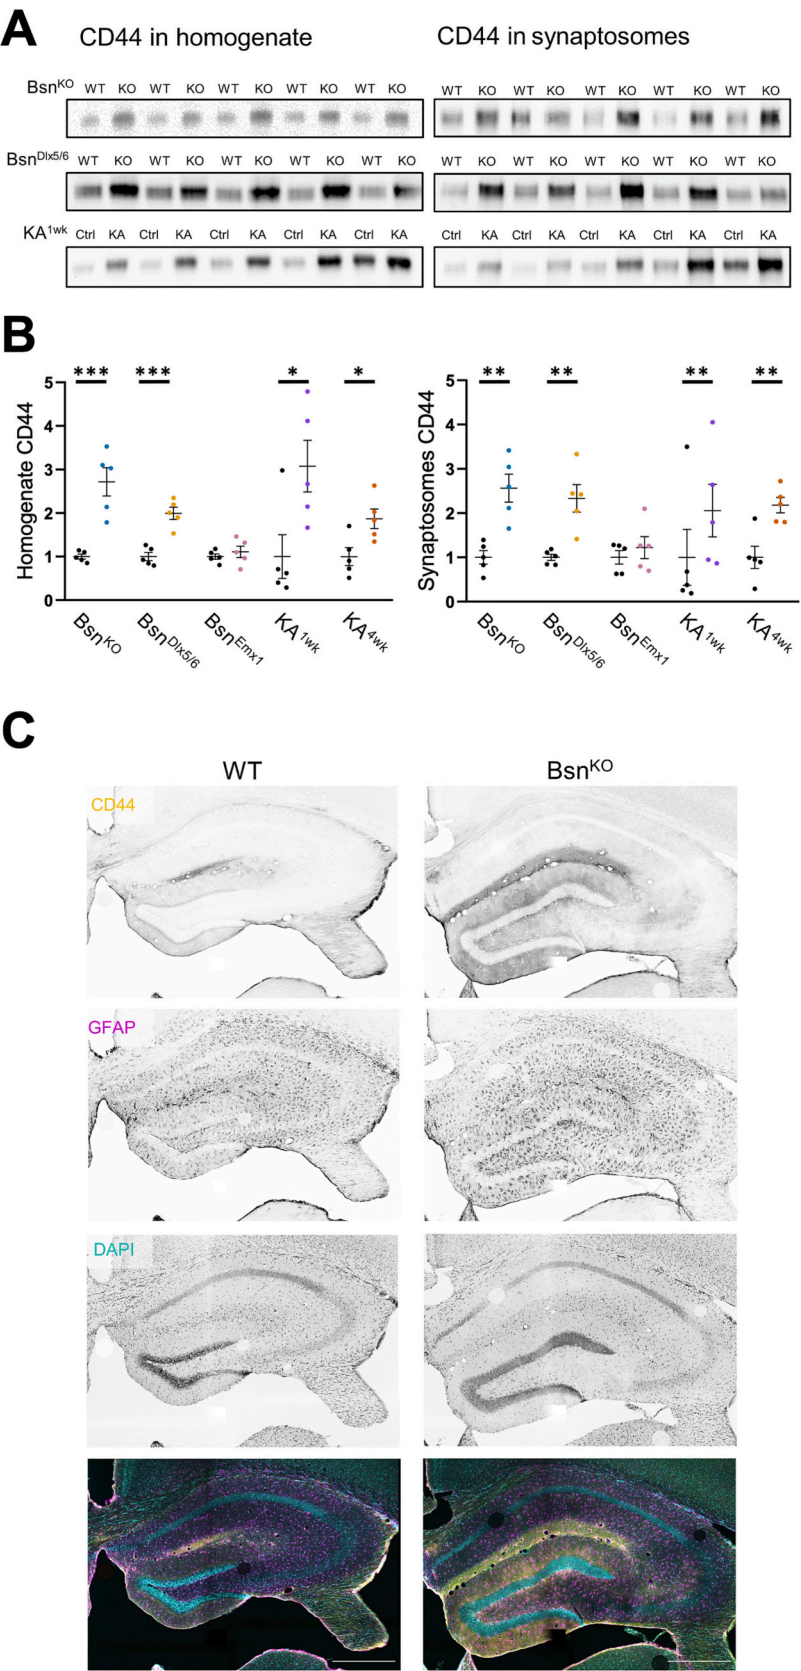 A
CD44 in homogenate
CD44 in synaptosomes
BsnKO WT KO WT KO WT KO WT KO WT KO
WT KO WT KO WT KO WT KO WT KO
BsnDlx5/6 WT KO WT KO WT KO WT KO WT KO
WT KO WT KO WT KO WT KO WT KO
KA1wk Ctrl KA Ctrl KA Ctrl KA Ctrl KA Ctrl KA
Ctrl KA Ctrl KA Ctrl KA Ctrl KA Ctrl KA
B
Homogenate CD44
5
4
3
2
1
0
*** *** * *
BsnKO BsnDlx5/6 BsnEmx1 KA1wk KA4wk
Synaptosomes CD44
5
4
3
2
1
0
** ** ** **
BsnKO BsnDlx5/6 BsnEmx1 KA1wk KA4wk
C
WT BsnKO
CD44
GFAP
DAPI